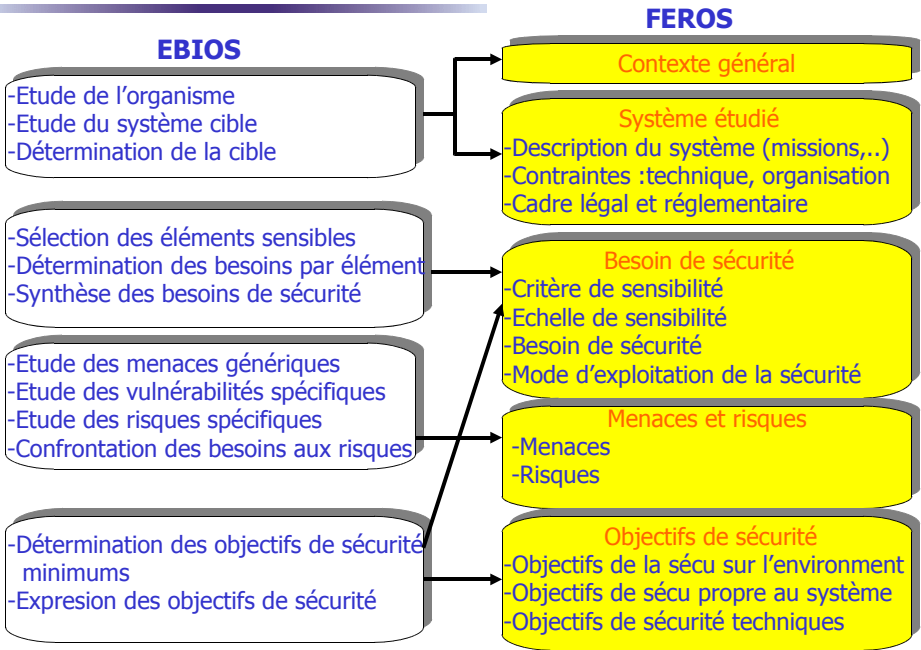 EBIOS
-Etude de l'organisme
-Etude du système cible
-Détermination de la cible
-Sélection des éléments sensibles
-Détermination des besoins par élément
-Synthèse des besoins de sécurité
-Etude des menaces génériques
-Etude des vulnérabilités spécifiques
-Etude des risques spécifiques
-Confrontation des besoins aux risques
-Détermination des objectifs de sécurité
minimums
-Expresion des objectifs de sécurité
FEROS
Contexte général
Système étudié
-Description du système (missions,..)
-Contraintes :technique, organisation
-Cadre légal et réglementaire
Besoin de sécurité
-Critère de sensibilité
-Echelle de sensibilité
-Besoin de sécurité
-Mode d'exploitation de la sécurité
Menaces et risques
-Menaces
-Risques
Objectifs de sécurité
-Objectifs de la sécu sur l'environment
-Objectifs de sécu propre au système
-Objectifs de sécurité techniques